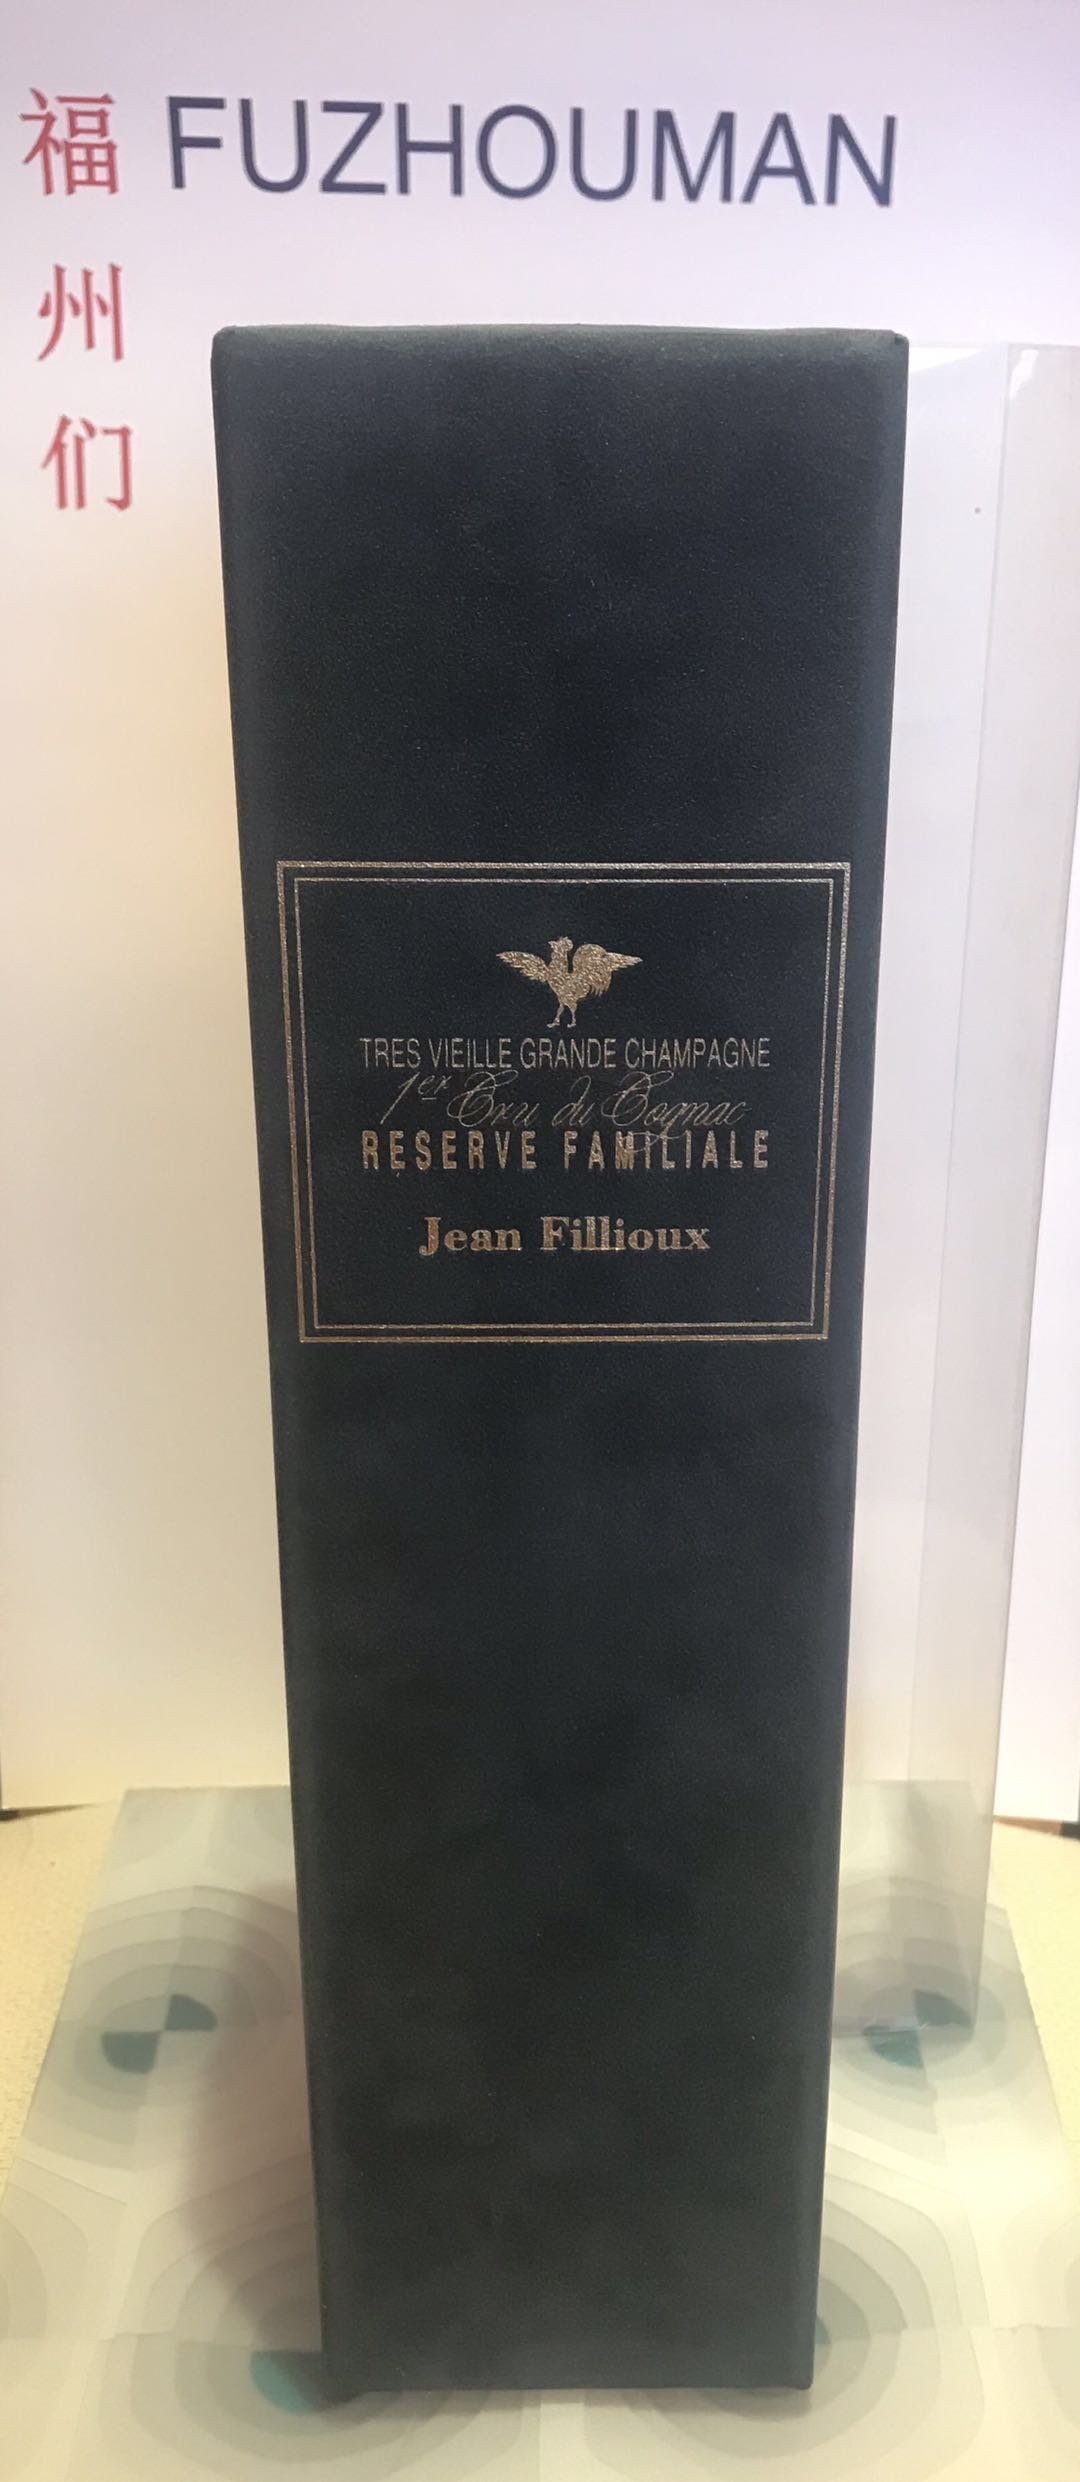 福州们
FUZHOUMAN
TRES VIEILLE GRANDE CHAMPAGNE
1er Cru du Cognac
RESERVE FAMILIALE
Jean Fillioux